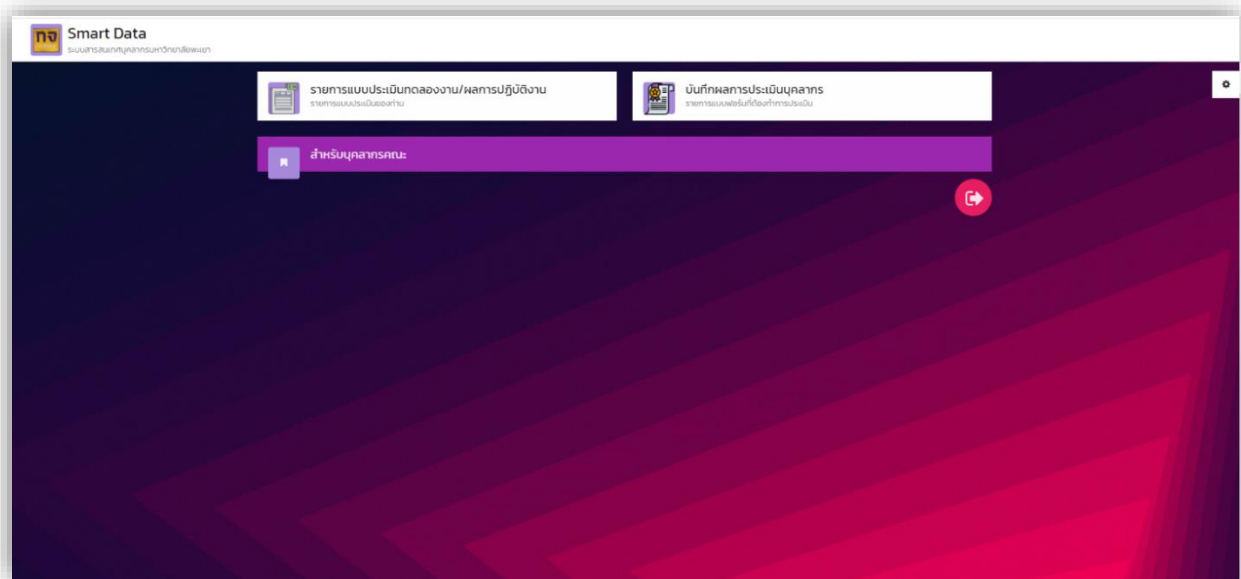 กจ
Smart Data
ระบบสารสนเทศบุคลากรมหาวิทยาลัยพะเยา
รายการแบบประเมินทดลองงาน/ผลการปฏิบัติงาน
รายการแบบประเมินของท่าน
บันทึกผลการประเมินบุคลากร
รายการแบบฟอร์มที่ต้องทำการประเมิน
สำหรับบุคลากรคณะ